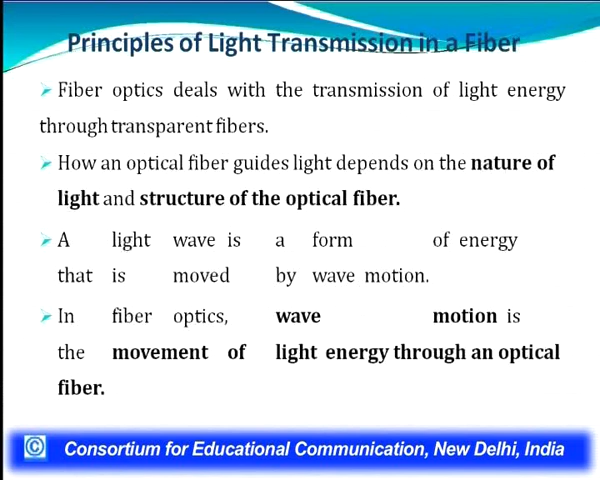 Principles of Light Transmission in a Fiber
Fiber optics deals with the transmission of light energy
through transparent fibers.
How an optical fiber guides light depends on the nature of
light and structure of the optical fiber.
A light wave is a form of energy
that is moved by wave motion.
In fiber optics, wave motion is
the movement of light energy through an optical
fiber.
© Consortium for Educational Communication, New Delhi, India